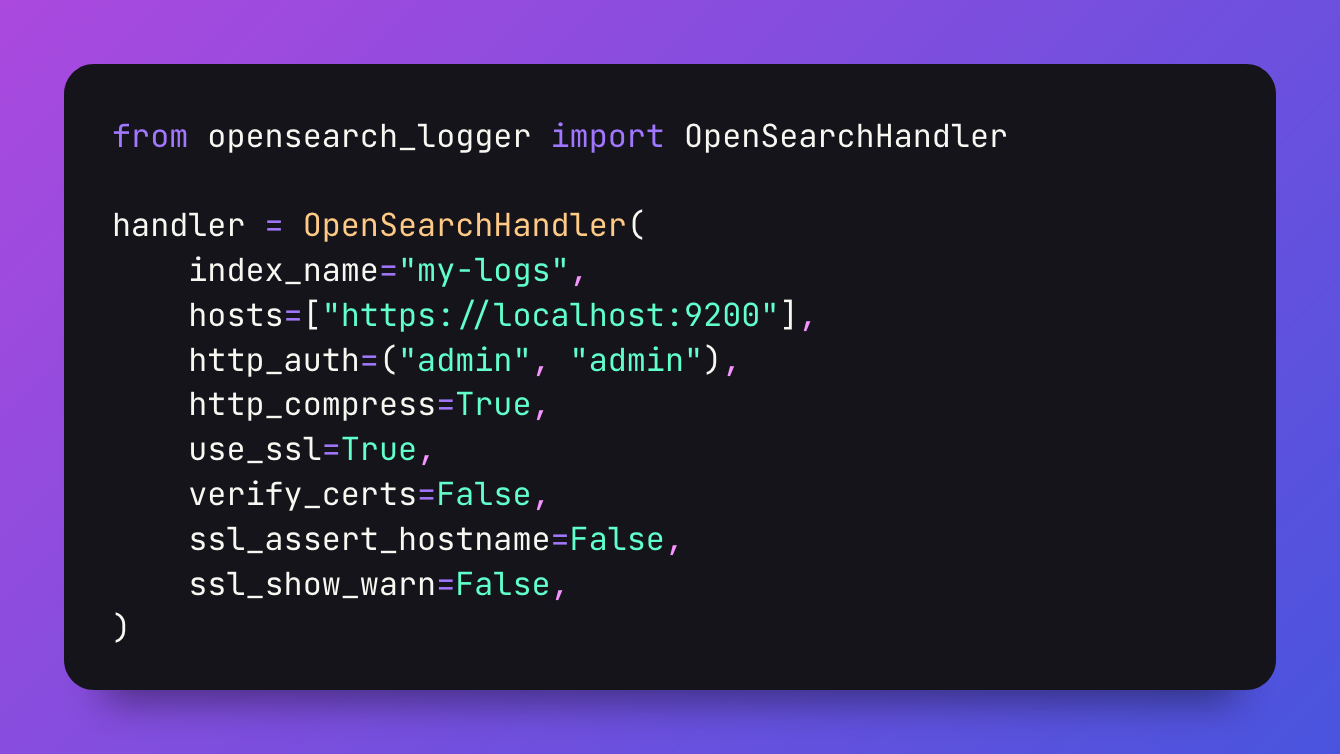 from opensearch_logger import OpenSearchHandler

handler = OpenSearchHandler(
    index_name="my-logs",
    hosts=["https://localhost:9200"],
    http_auth=("admin", "admin"),
    http_compress=True,
    use_ssl=True,
    verify_certs=False,
    ssl_assert_hostname=False,
    ssl_show_warn=False,
)